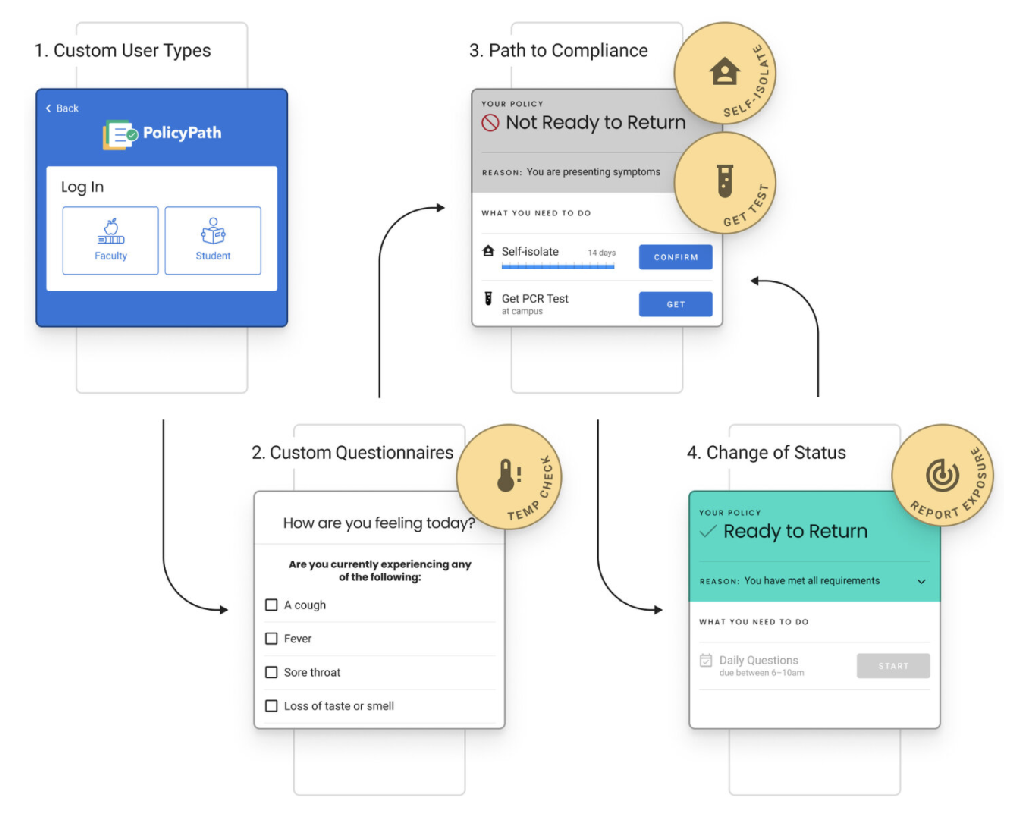 1. Custom User Types
Back
PolicyPath
Log In
Faculty
Student
2. Custom Questionnaires
TEMP CHECK
How are you feeling today?
Are you currently experiencing any
of the following:
A cough
Fever
Sore throat
Loss of taste or smell
3. Path to Compliance
SELF-ISOLATE
YOUR POLICY
Not Ready to Return
REASON: You are presenting symptoms
GET TEST
WHAT YOU NEED TO DO
Self-isolate 14 days CONFIRM
Get PCR Test
at campus
GET
4. Change of Status
REPORT EXPOSURE
YOUR POLICY
Ready to Return
REASON: You have met all requirements
WHAT YOU NEED TO DO
Daily Questions
due between 6-10am
START